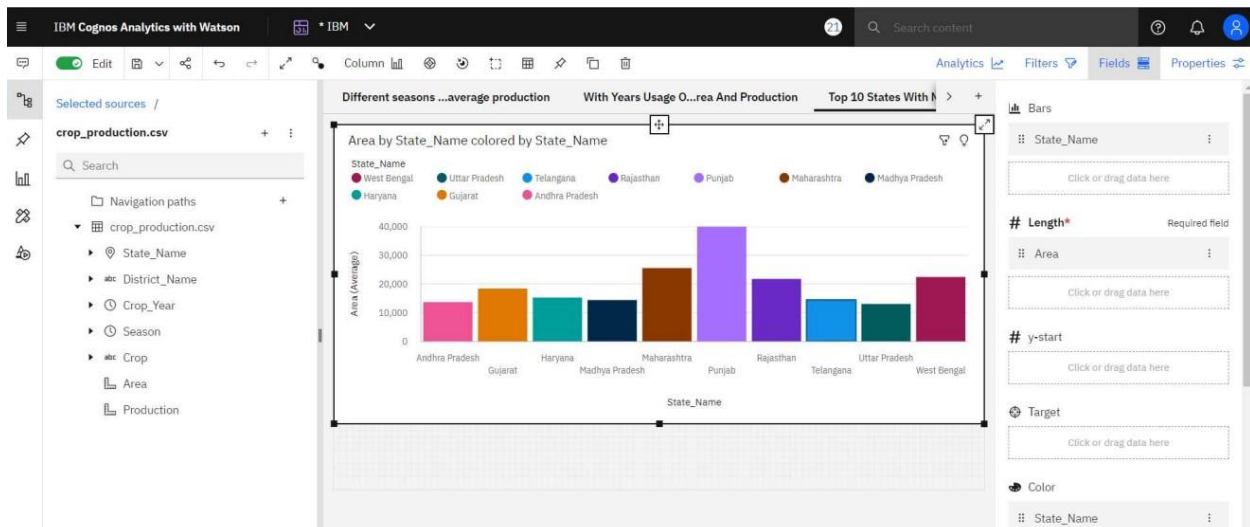 IBM Cognos Analytics with Watson
* IBM
21
Search content
Edit
Column
Analytics
Filters
Fields
Properties
Selected sources /
crop_production.csv
Search
Navigation paths
crop_production.csv
State_Name
abc District_Name
Crop_Year
Season
abc Crop
Area
Production
Different seasons ...average production
With Years Usage O...rea And Production
Top 10 States With
Area by State_Name colored by State_Name
State_Name
West Bengal
Uttar Pradesh
Telangana
Rajasthan
Punjab
Maharashtra
Madhya Pradesh
Haryana
Gujarat
Andhra Pradesh
Area (Average)
40,000
30,000
20,000
10,000
0
Andhra Pradesh
Gujarat
Haryana
Madhya Pradesh
Maharashtra
Punjab
Rajasthan
Telangana
Uttar Pradesh
West Bengal
State_Name
Bars
State_Name
Click or drag data here
# Length*
Required field
Area
Click or drag data here
# y-start
Click or drag data here
Target
Click or drag data here
Color
State_Name